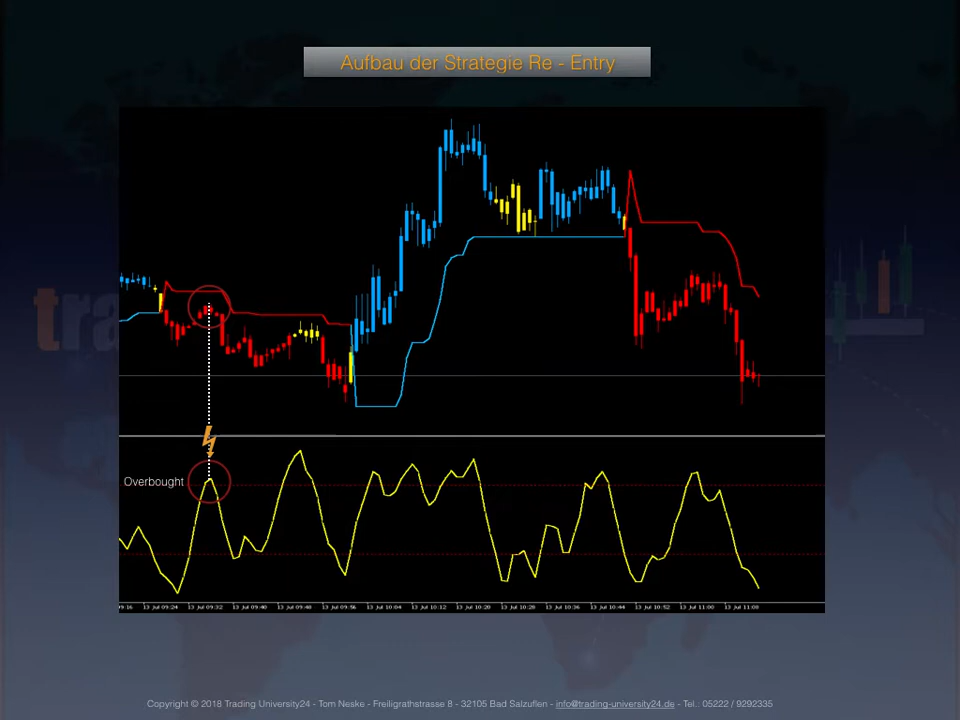 Aufbau der Strategie Re - Entry
tra
Overbought
9:16 13 Jul 09:24 13 Jul 09:32 13 Jul 09:40 13 Jul 09:48 13 Jul 09:56 13 Jul 10:04 13 Jul 10:12 13 Jul 10:20 13 Jul 10:28 13 Jul 10:36 13 Jul 10:44 13 Jul 10:52 13 Jul 11:00 13 Jul 11:08
Copyright © 2018 Trading University24 - Tom Neske - Freiligrathstrasse 8 - 32105 Bad Salzuflen - info@trading-university24.de - Tel.: 05222 / 9292335